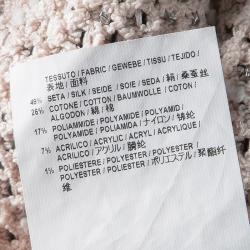 TESSUTO / FABRIC / GEWEBE / TISSU / TEJIDO /
表地 / 面料
49% SETA / SILK / SEIDE / SOIE / SEDA / 絹 / 桑蚕丝
26% COTONE / COTTON / BAUMWOLLE / COTON /
ALGODON / 綿 / 棉
17% POLIAMMIDE / POLYAMIDE / POLYAMID /
POLYAMIDE / POLIAMIDA / ナイロン / 锦纶
7% ACRILICO / ACRYLIC / ACRYL / ACRYLIQUE /
ACRILICO / アクリル / 腈纶
1% POLIESTERE / POLYESTER / POLYESTER /
POLYESTER / POLIESTER / ポリエステル / 聚酯纤
维